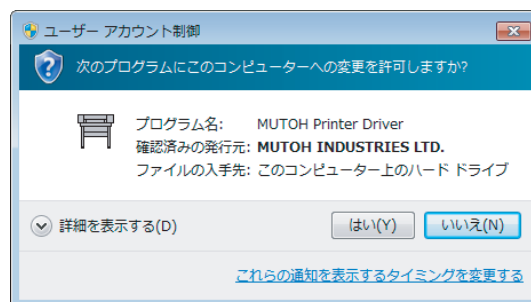 ユーザー アカウント制御
次のプログラムにこのコンピューターへの変更を許可しますか?
プログラム名: MUTOH Printer Driver
確認済みの発行元: MUTOH INDUSTRIES LTD.
ファイルの入手先: このコンピューター上のハード ドライブ
詳細を表示する(D) はい(Y) いいえ(N)
これらの通知を表示するタイミングを変更する